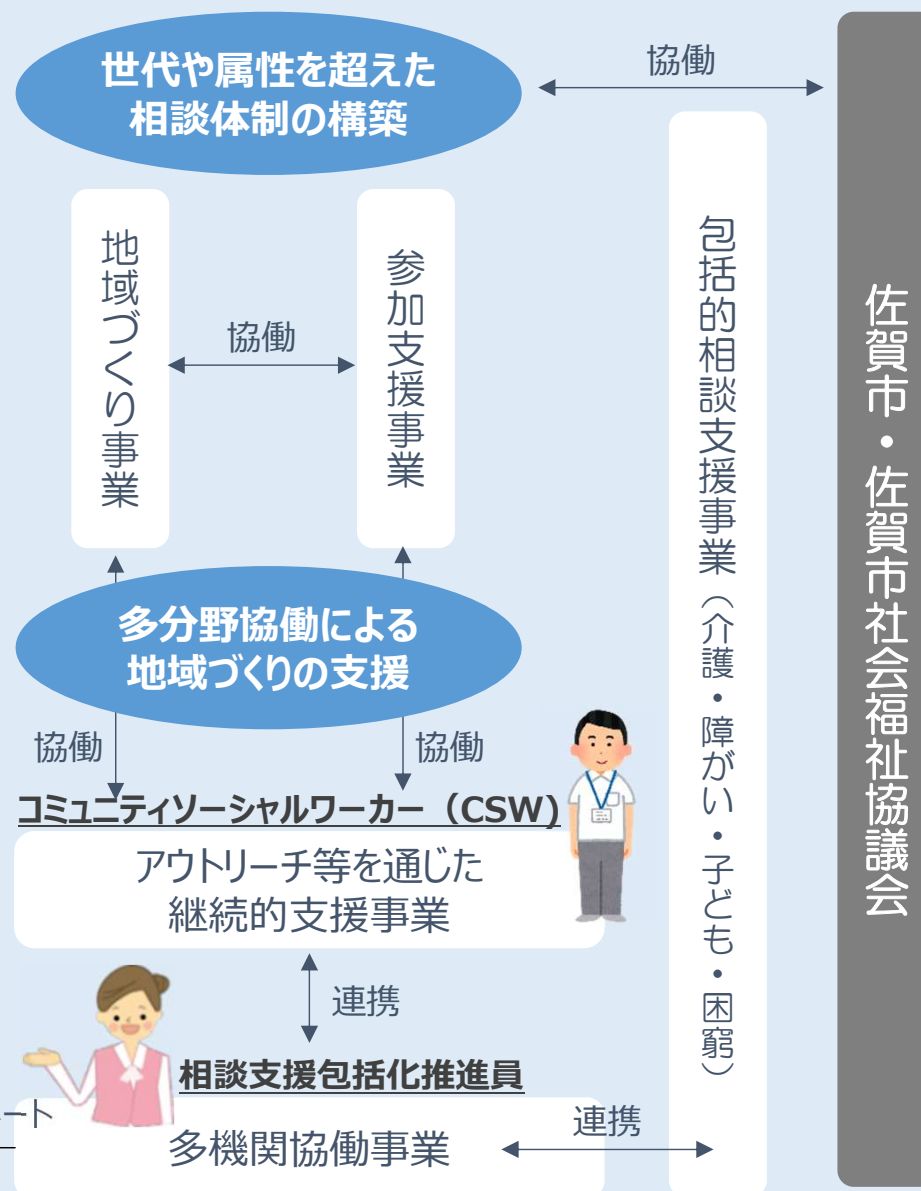 世代や属性を超えた
相談体制の構築
協働
地域づくり事業
協働
参加支援事業
包括的相談支援事業（介護・障がい・子ども・困窮）
佐賀市・佐賀市社会福祉協議会
多分野協働による
地域づくりの支援
協働
協働
コミュニティソーシャルワーカー（CSW)
アウトリーチ等を通じた
継続的支援事業
連携
相談支援包括化推進員
ート
多機関協働事業
連携